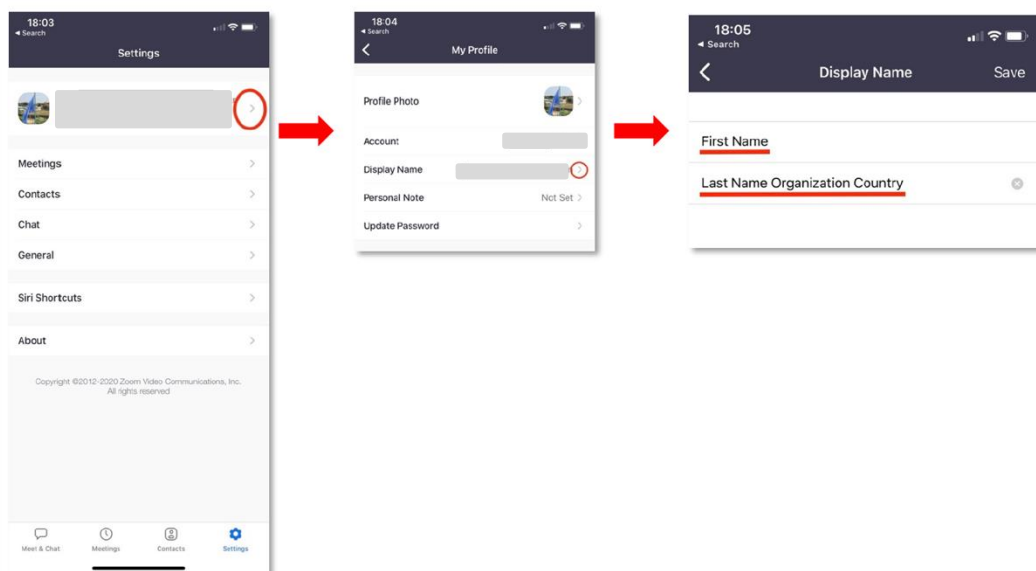 18:03
◄ Search
Settings
Meetings
Contacts
Chat
General
Siri Shortcuts
About
Copyright ©2012-2020 Zoom Video Communications, Inc.
All rights reserved
Meet & Chat
Meetings
Contacts
Settings
18:04
◄ Search
My Profile
Profile Photo
Account
Display Name
Personal Note
Not Set
Update Password
18:05
◄ Search
Display Name
Save
First Name
Last Name Organization Country